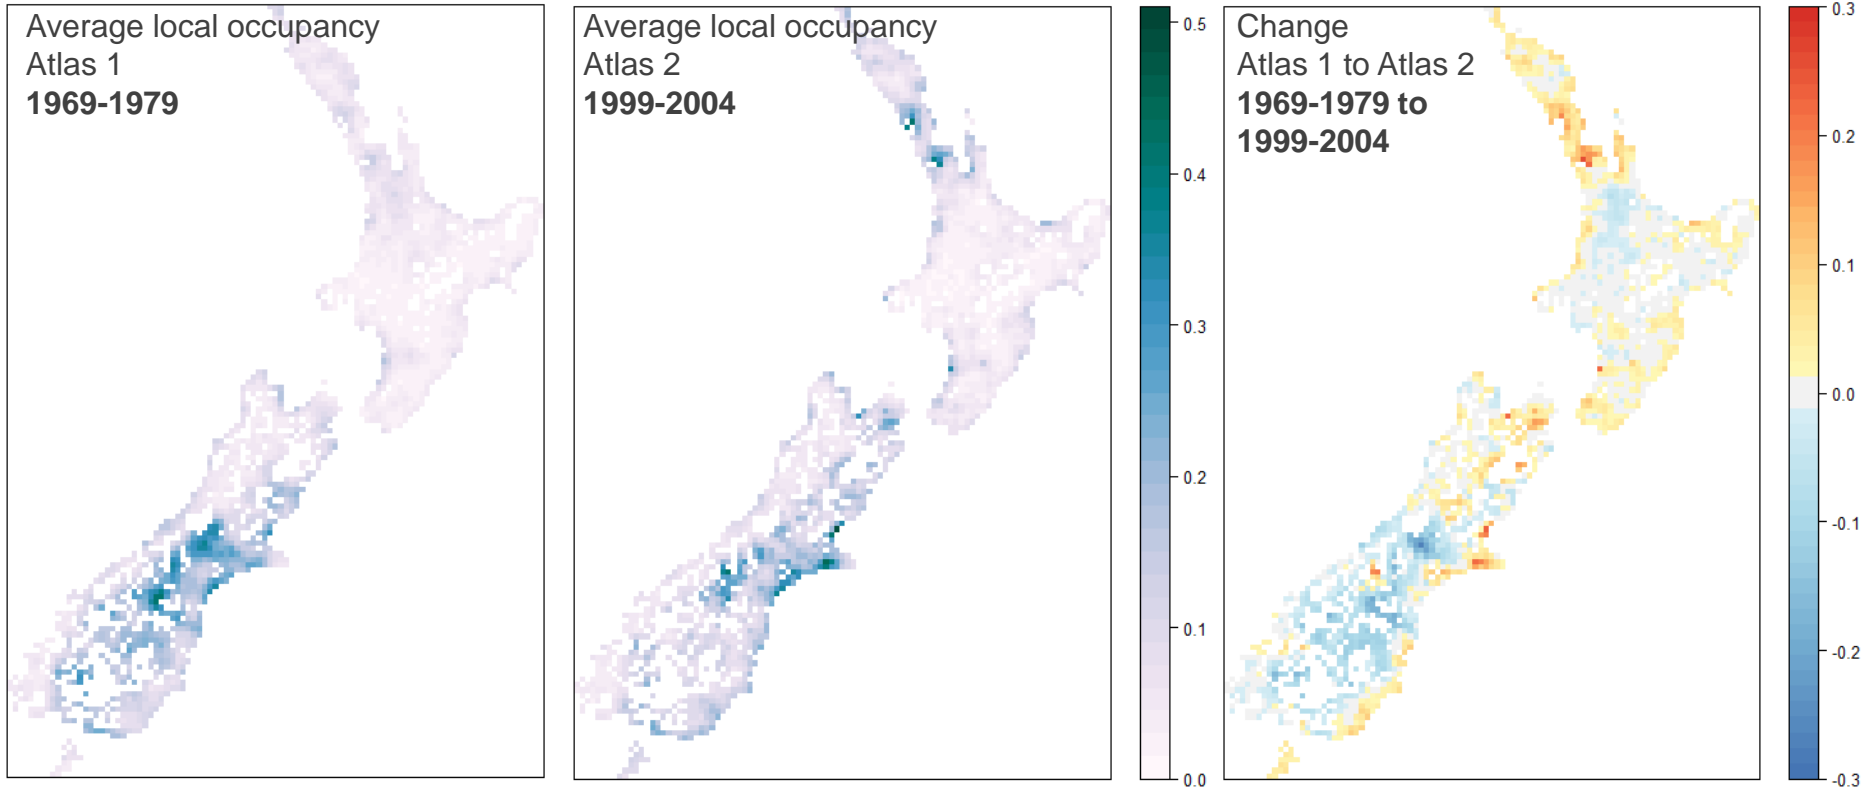 Average local occupancy
Atlas 1
1969-1979
Average local occupancy
Atlas 2
1999-2004
0.5
0.4
0.3
0.2
0.1
0.0
Change
Atlas 1 to Atlas 2
1969-1979 to
1999-2004
0.3
0.2
0.1
0.0
-0.1
-0.2
-0.3